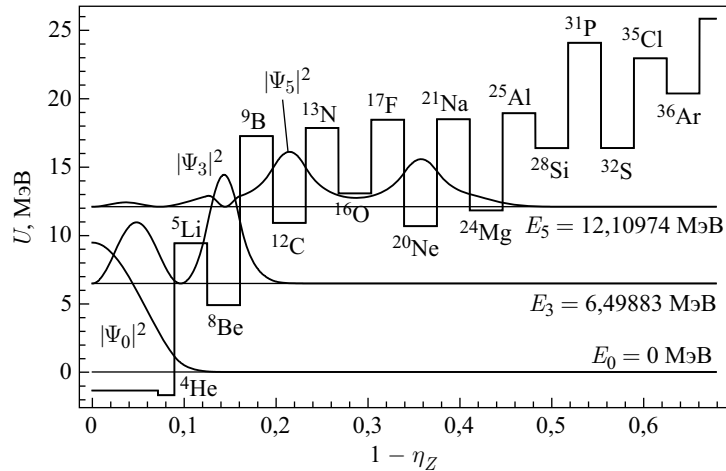 25
20
15
10
5
0
U, МэВ
|Ψ₀|²
|Ψ₃|²
|Ψ₅|²
⁴He
⁵Li
⁸Be
⁹B
¹²C
¹³N
¹⁶O
¹⁷F
²⁰Ne
²¹Na
²⁴Mg
²⁵Al
²⁸Si
³¹P
³²S
³⁵Cl
³⁶Ar
E₅ = 12,10974 МэВ
E₃ = 6,49883 МэВ
E₀ = 0 МэВ
0 0,1 0,2 0,3 0,4 0,5 0,6
1 − η_Z